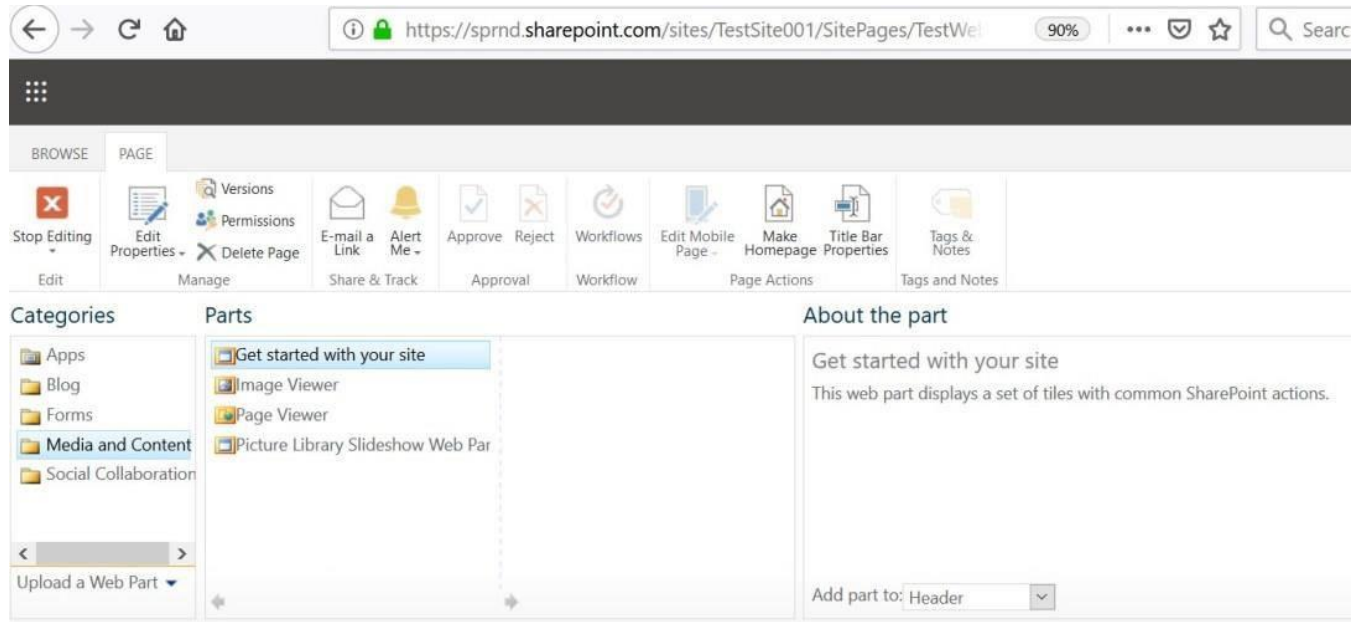 https://sprnd.sharepoint.com/sites/TestSite001/SitePages/TestWe
90%
Searc
BROWSE PAGE
Stop Editing
Edit
Edit Properties
Versions
Permissions
Delete Page
Manage
E-mail a Link
Alert Me
Share & Track
Approve
Reject
Approval
Workflows
Workflow
Edit Mobile Page
Make Homepage
Title Bar Properties
Page Actions
Tags & Notes
Tags and Notes
Categories
Apps
Blog
Forms
Media and Content
Social Collaboration
Upload a Web Part
Parts
Get started with your site
Image Viewer
Page Viewer
Picture Library Slideshow Web Par
About the part
Get started with your site
This web part displays a set of tiles with common SharePoint actions.
Add part to: Header